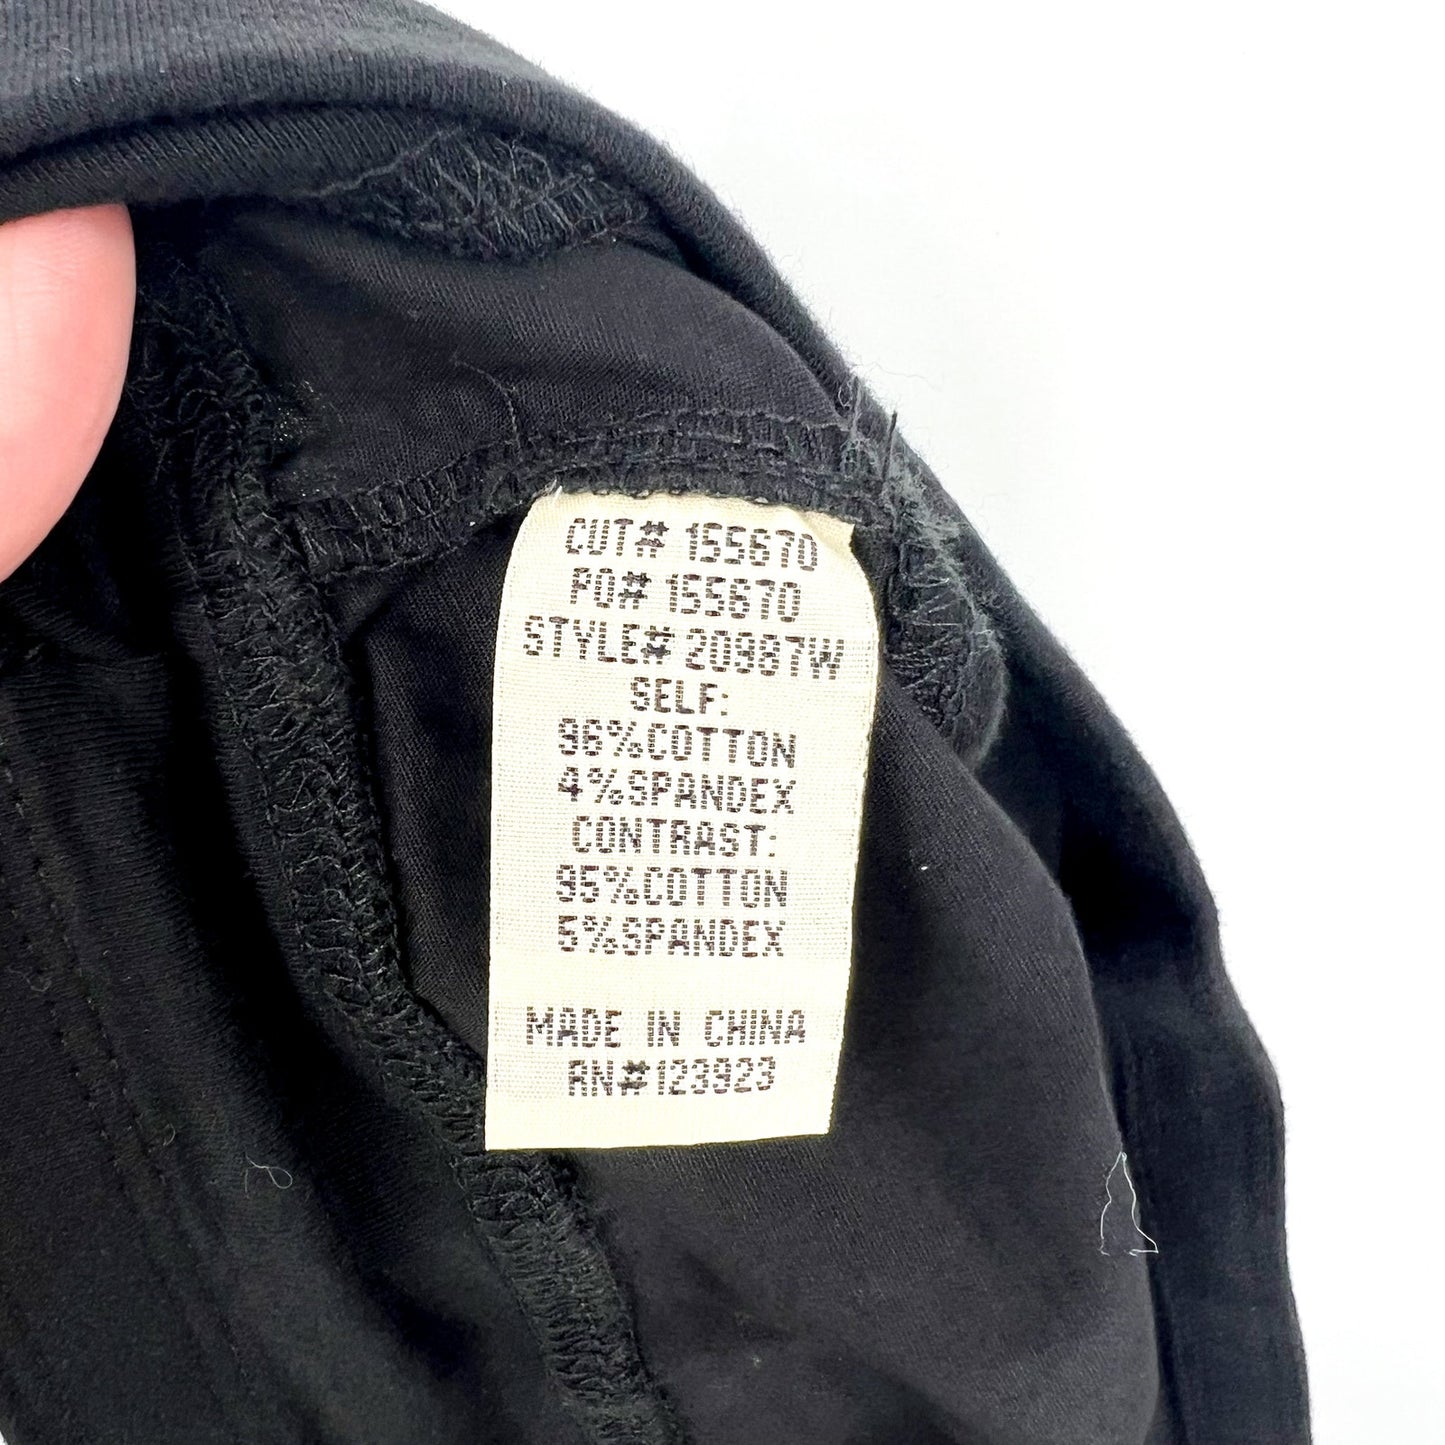 CUT# 155670
PO# 155670
STYLE# 20987W
SELF:
96%COTTON
4%SPANDEX
CONTRAST:
95%COTTON
5%SPANDEX
MADE IN CHINA
RN#123923